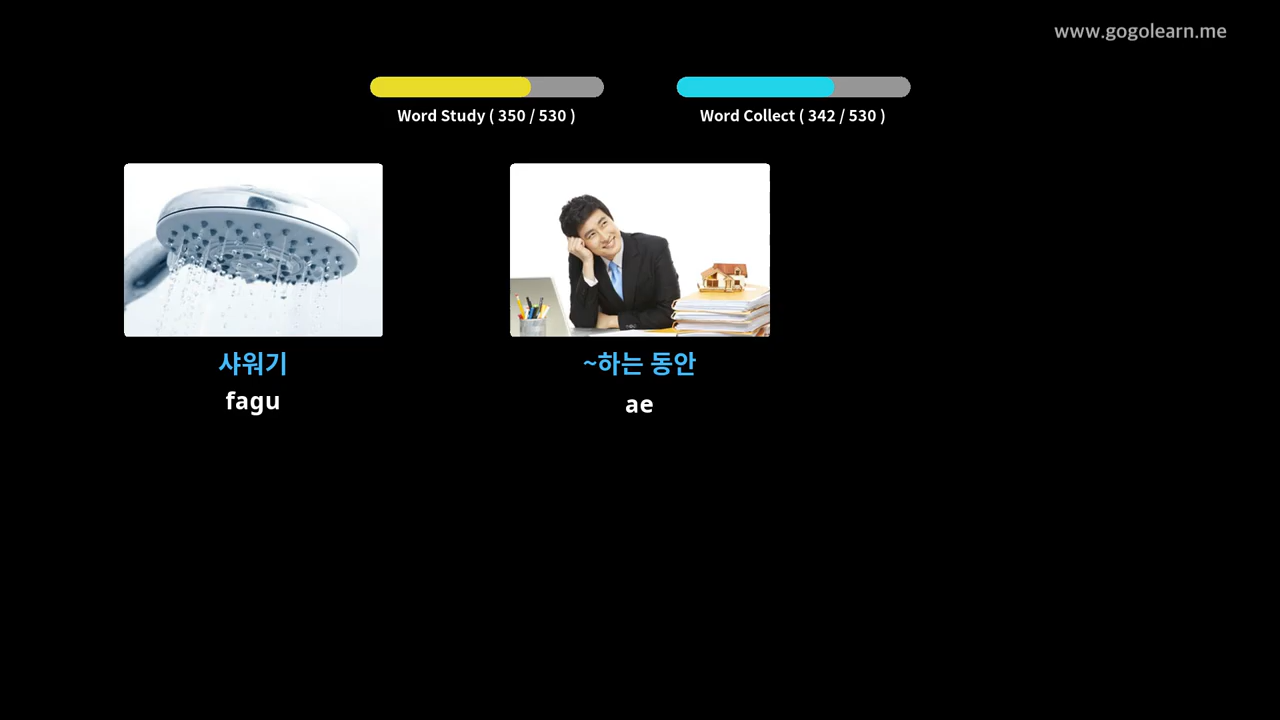 www.gogolearn.me
Word Study ( 350 / 530 )
Word Collect ( 342 / 530 )
샤워기
fagu
~하는 동안
ae